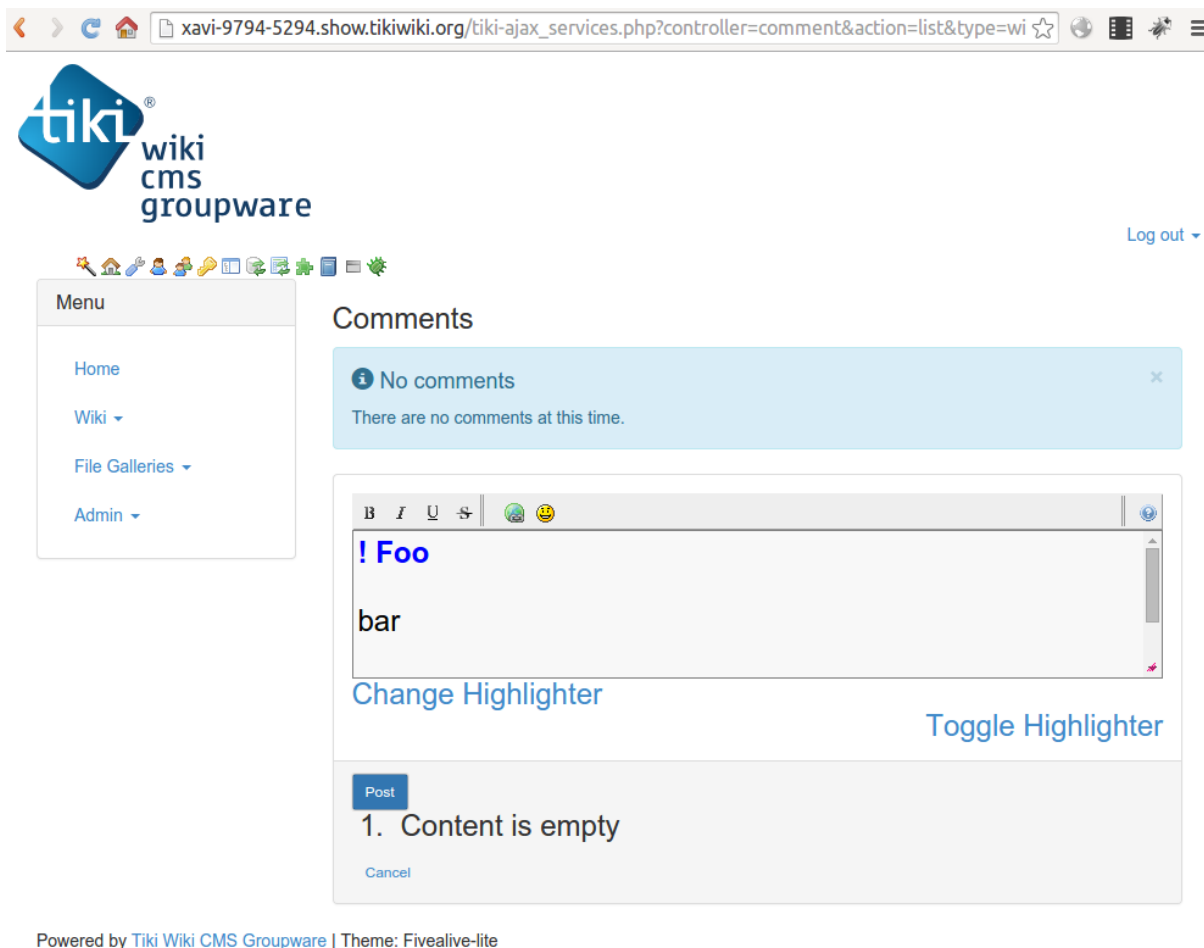 xavi-9794-5294.show.tikiwiki.org/tiki-ajax_services.php?controller=comment&action=list&type=wi
tiki®
wiki
cms
groupware
Log out
Menu
Home
Wiki
File Galleries
Admin
Comments
No comments
×
There are no comments at this time.
B I U S
! Foo
bar
Change Highlighter
Toggle Highlighter
Post
1. Content is empty
Cancel
Powered by Tiki Wiki CMS Groupware | Theme: Fivealive-lite